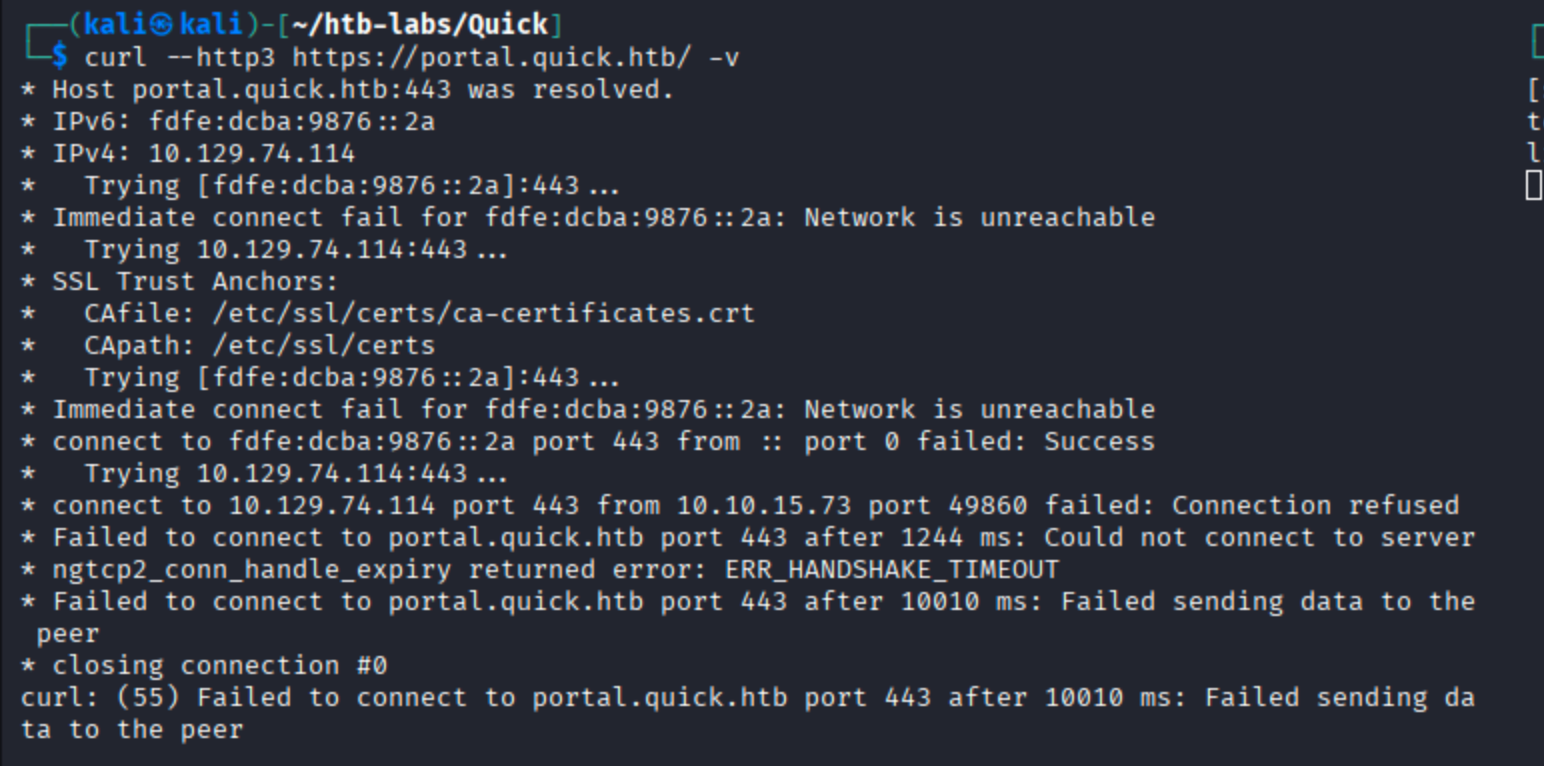 ┌──(kali㉿kali)-[~/htb-labs/Quick]
└─$ curl --http3 https://portal.quick.htb/ -v
* Host portal.quick.htb:443 was resolved.
* IPv6: fdfe:dcba:9876::2a
* IPv4: 10.129.74.114
*   Trying [fdfe:dcba:9876::2a]:443...
* Immediate connect fail for fdfe:dcba:9876::2a: Network is unreachable
*   Trying 10.129.74.114:443...
* SSL Trust Anchors:
*   CAfile: /etc/ssl/certs/ca-certificates.crt
*   CApath: /etc/ssl/certs
*   Trying [fdfe:dcba:9876::2a]:443...
* Immediate connect fail for fdfe:dcba:9876::2a: Network is unreachable
* connect to fdfe:dcba:9876::2a port 443 from :: port 0 failed: Success
*   Trying 10.129.74.114:443...
* connect to 10.129.74.114 port 443 from 10.10.15.73 port 49860 failed: Connection refused
* Failed to connect to portal.quick.htb port 443 after 1244 ms: Could not connect to server
* ngtcp2_conn_handle_expiry returned error: ERR_HANDSHAKE_TIMEOUT
* Failed to connect to portal.quick.htb port 443 after 10010 ms: Failed sending data to the
 peer
* closing connection #0
curl: (55) Failed to connect to portal.quick.htb port 443 after 10010 ms: Failed sending da
ta to the peer